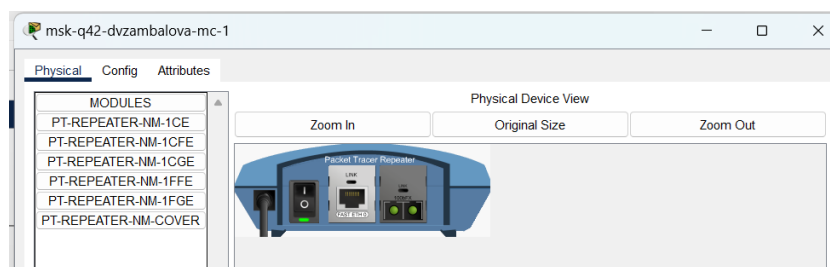 msk-q42-dvzambalova-mc-1
Physical Config Attributes
MODULES
PT-REPEATER-NM-1CE
PT-REPEATER-NM-1CFE
PT-REPEATER-NM-1CGE
PT-REPEATER-NM-1FFE
PT-REPEATER-NM-1FGE
PT-REPEATER-NM-COVER
Physical Device View
Zoom In Original Size Zoom Out
Packet Tracer Repeater
LINK
FAST ETH 0